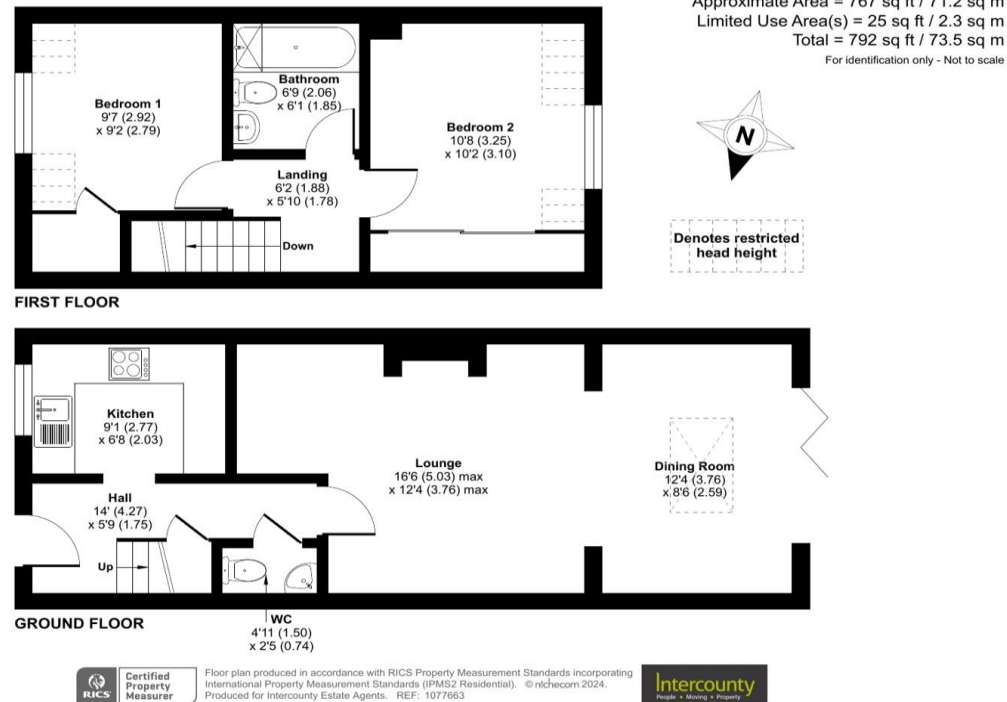 Approximate Area = 767 sq ft / 71.2 sq m
Limited Use Area(s) = 25 sq ft / 2.3 sq m
Total = 792 sq ft / 73.5 sq m
For identification only - Not to scale
Bedroom 1
9'7 (2.92)
x 9'2 (2.79)
Bathroom
6'9 (2.06)
x 6'1 (1.85)
Bedroom 2
10'8 (3.25)
x 10'2 (3.10)
Landing
6'2 (1.88)
x 5'10 (1.78)
Down
N
Denotes restricted
head height
FIRST FLOOR
Kitchen
9'1 (2.77)
x 6'8 (2.03)
Lounge
16'6 (5.03) max
x 12'4 (3.76) max
Dining Room
12'4 (3.76)
x 8'6 (2.59)
Hall
14' (4.27)
x 5'9 (1.75)
Up
GROUND FLOOR
WC
4'11 (1.50)
x 2'5 (0.74)
RICS
Certified
Property
Measurer
Floor plan produced in accordance with RICS Property Measurement Standards incorporating
International Property Measurement Standards (IPMS2 Residential). © nichecom 2024.
Produced for Intercounty Estate Agents. REF: 1077663
Intercounty
People • Moving • Property